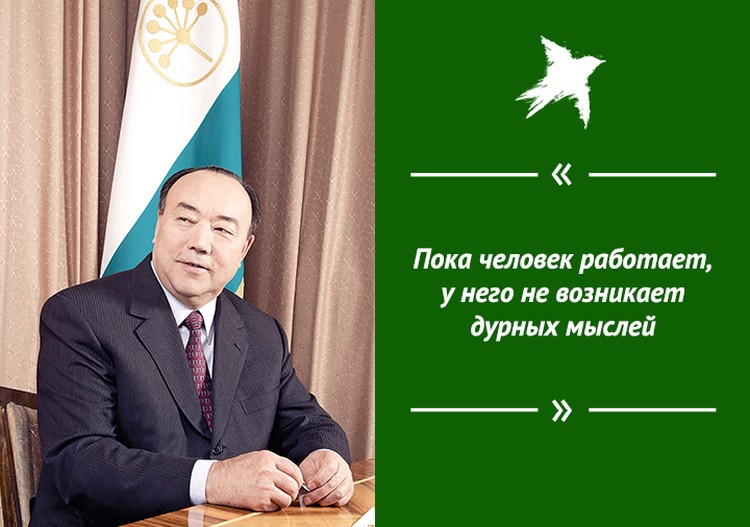 «
Пока человек работает,
у него не возникает
дурных мыслей
»